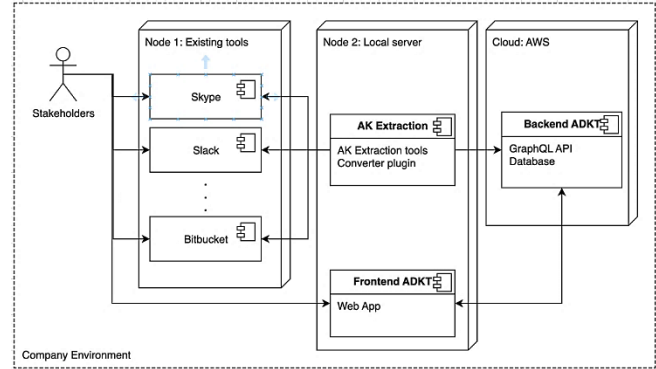 Node 1: Existing tools
Node 2: Local server
Cloud: AWS
Stakeholders
Skype
Slack
Bitbucket
AK Extraction
AK Extraction tools
Converter plugin
Backend ADKT
GraphQL API
Database
Frontend ADKT
Web App
Company Environment